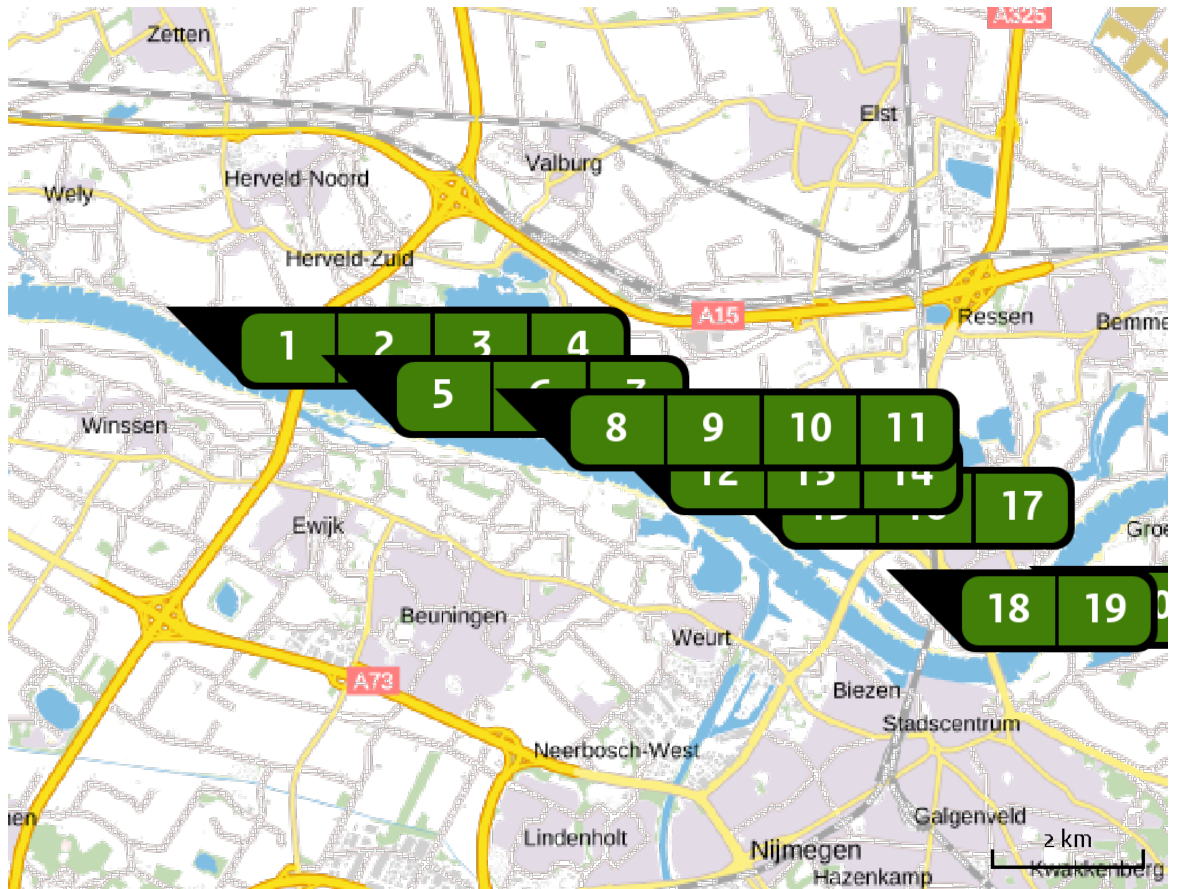 A325
Zetten
Elst
Valburg
Herveld-Noord
Wely
Herveld-Zuid
A15
Ressen
Bemme
1 2 3 4
5 6 7
8 9 10 11
Winssen
12 13 14
17
Ewijk
Groe
18 19
Beuningen
Weurt
A73
Biezen
Stadscentrum
Neerbosch-West
Galgenveld
Lindenholt
2 km
Nijmegen
Kwakkenberg
Hazenkamp